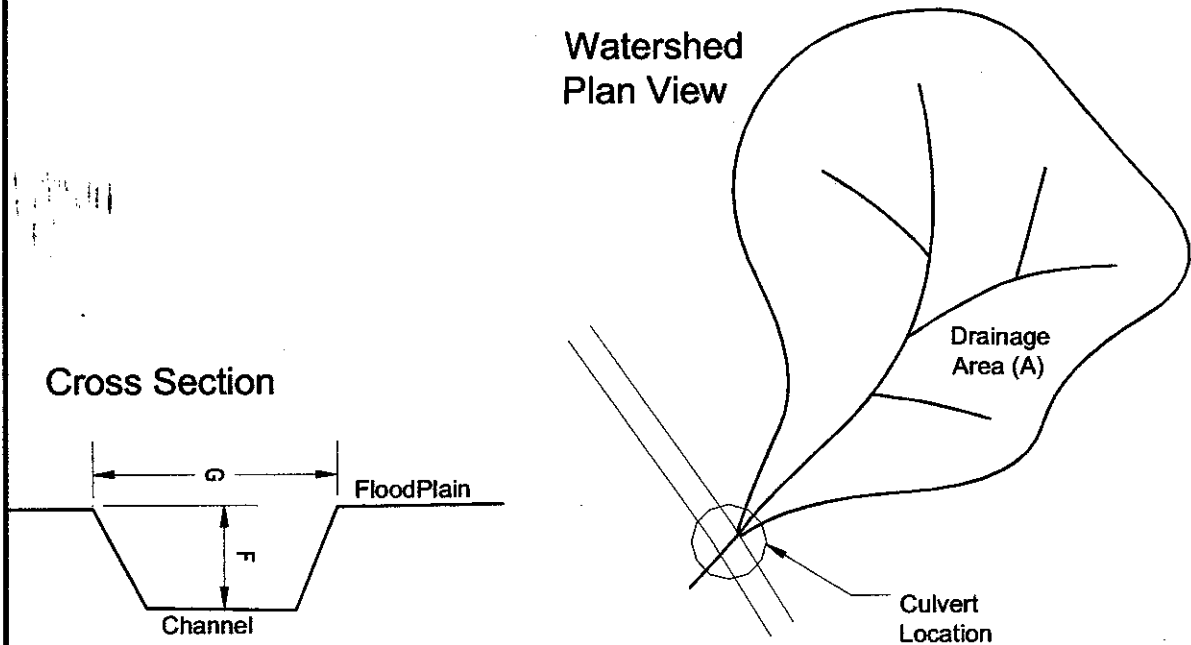 Watershed
Plan View
Drainage
Area (A)
Cross Section
G
FloodPlain
F
Channel
Culvert
Location